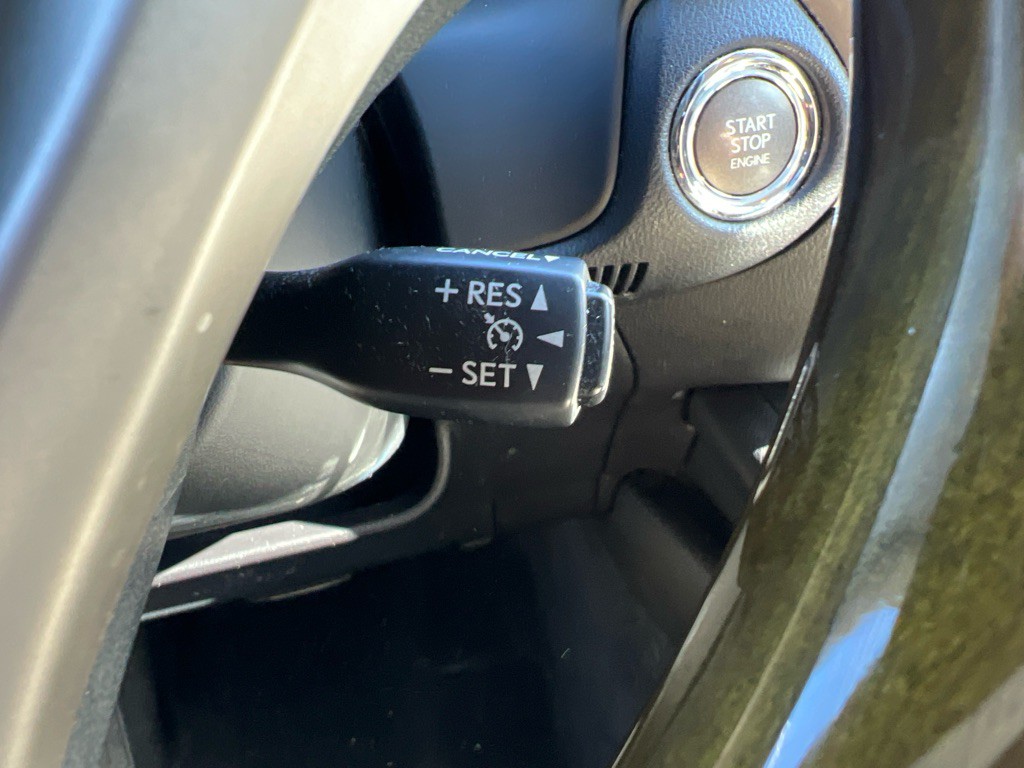 START
STOP
ENGINE
CANCEL▼
+ RES ▲
◄
− SET ▼